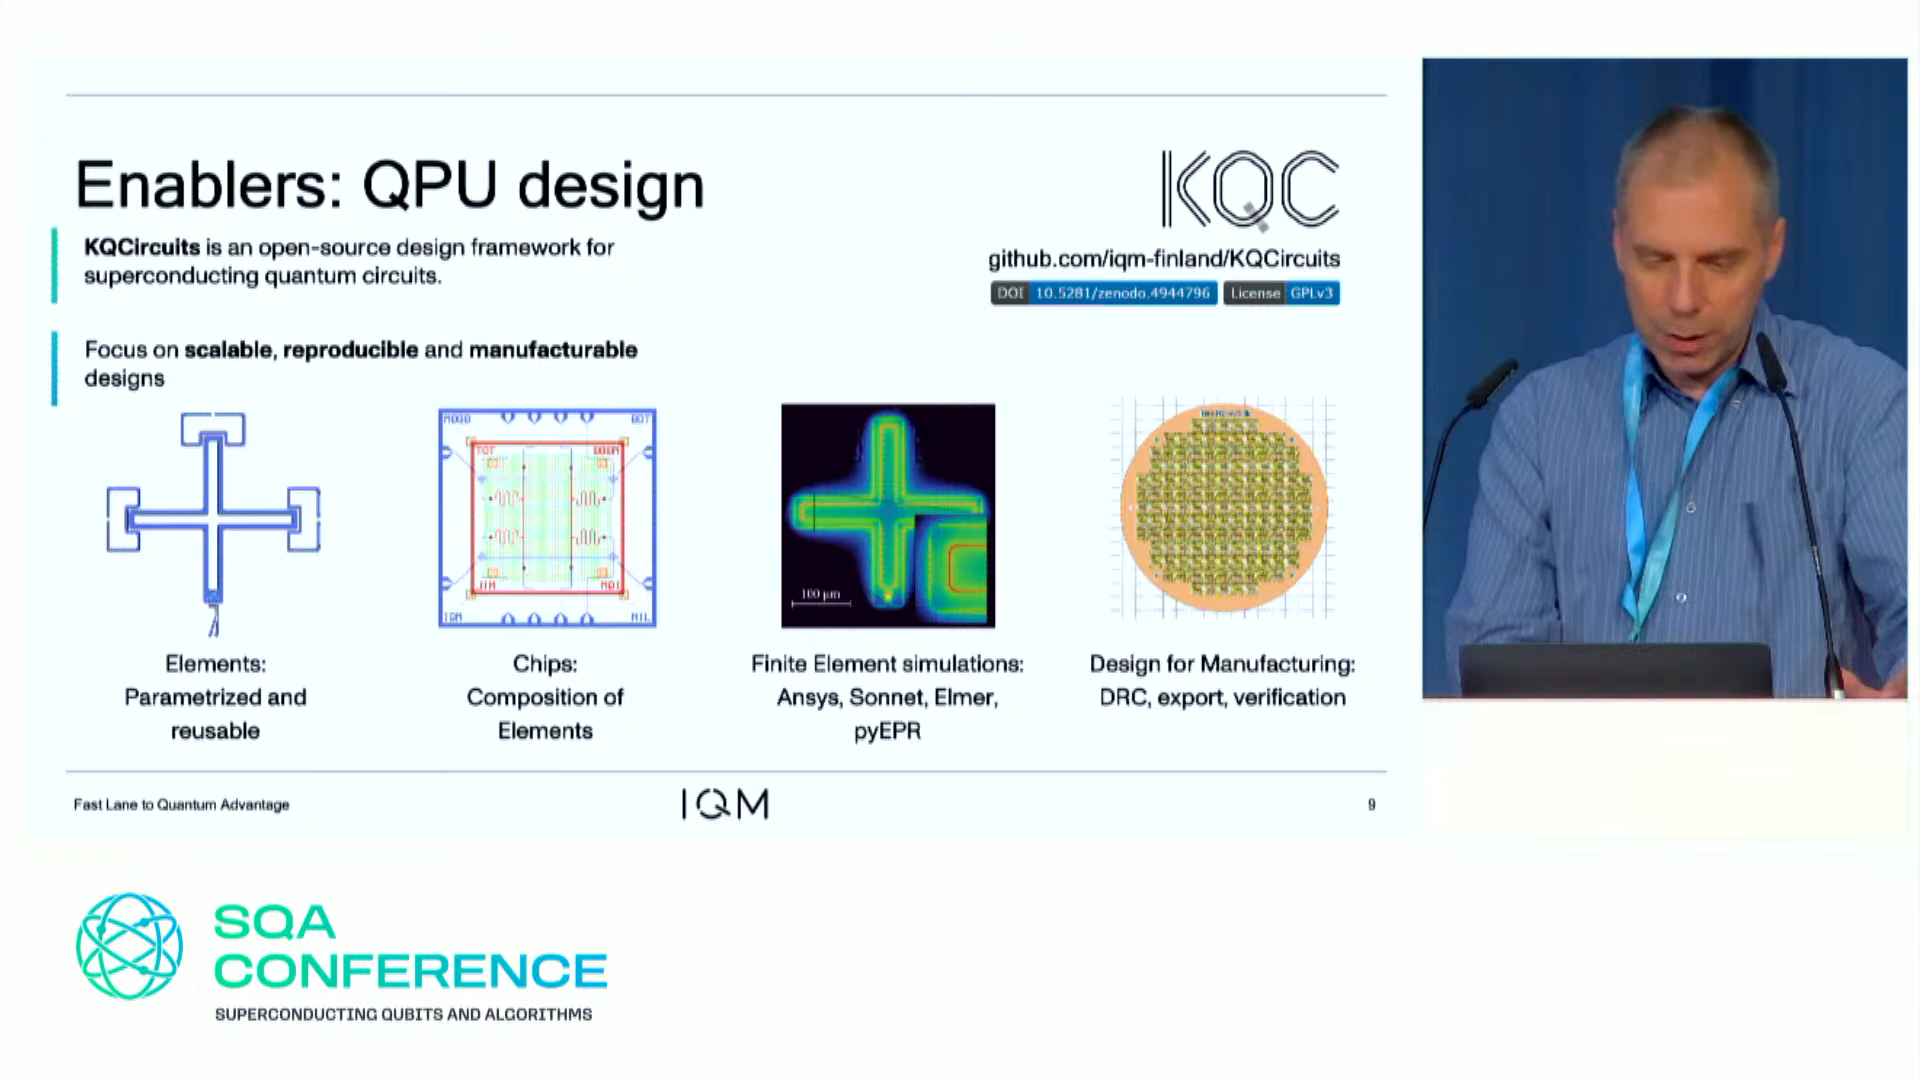 Enablers: QPU design
KQC
KQCircuits is an open-source design framework for
superconducting quantum circuits.
github.com/iqm-finland/KQCircuits
DOI 10.5281/zenodo.4944796 License GPLv3
Focus on scalable, reproducible and manufacturable
designs
100 μm
Elements:
Parametrized and
reusable
Chips:
Composition of
Elements
Finite Element simulations:
Ansys, Sonnet, Elmer,
pyEPR
Design for Manufacturing:
DRC, export, verification
Fast Lane to Quantum Advantage
IQM
9
SQA
CONFERENCE
SUPERCONDUCTING QUBITS AND ALGORITHMS